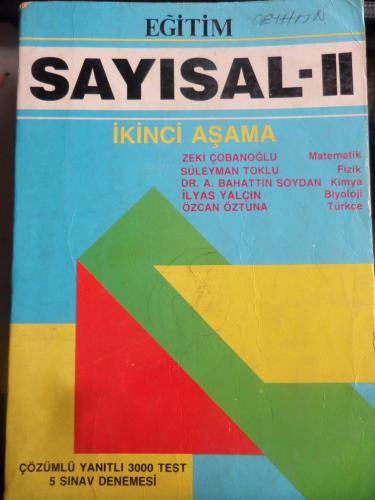 EĞİTİM
CEYHUN
SAYISAL-II
İKİNCİ AŞAMA
ZEKİ ÇOBANOĞLU Matematik
SÜLEYMAN TOKLU Fizik
DR. A. BAHATTİN SOYDAN Kimya
İLYAS YALÇIN Biyoloji
ÖZCAN ÖZTUNA Türkçe
ÇÖZÜMLÜ YANITLI 3000 TEST
5 SINAV DENEMESİ